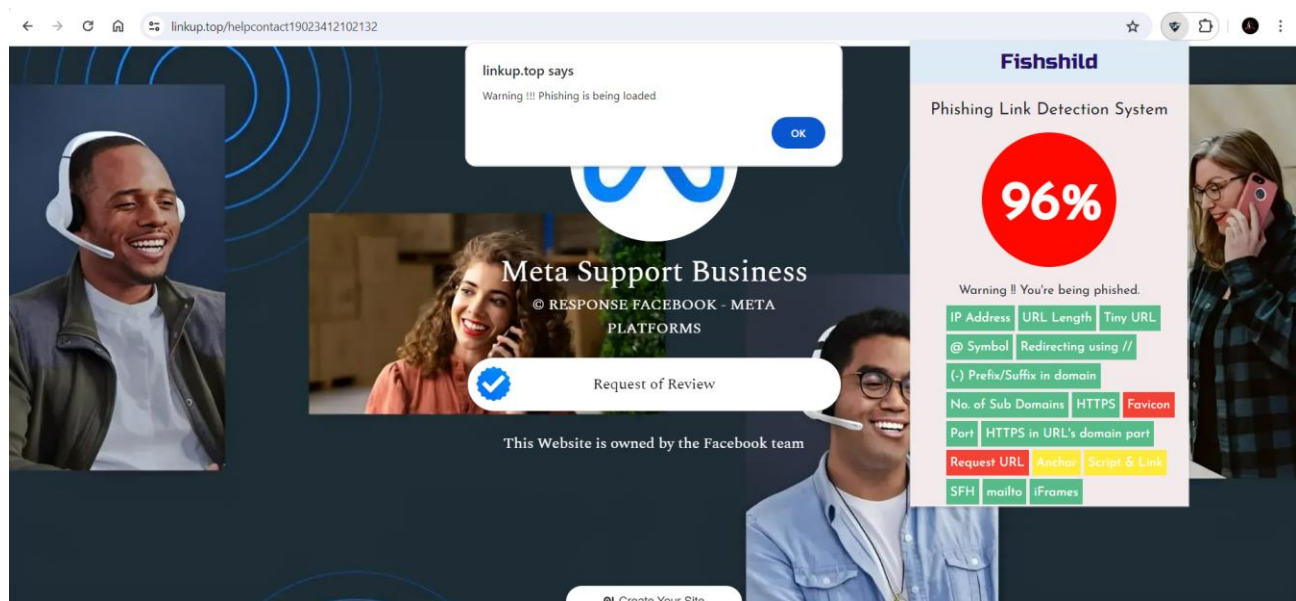 linkup.top/helpcontact19023412102132
linkup.top says
Warning !!! Phishing is being loaded
OK
Meta Support Business
© RESPONSE FACEBOOK - META
PLATFORMS
Request of Review
This Website is owned by the Facebook team
Create Your Site
Fishshild
Phishing Link Detection System
96%
Warning !! You're being phished.
IP Address URL Length Tiny URL
@ Symbol Redirecting using //
(-) Prefix/Suffix in domain
No. of Sub Domains HTTPS Favicon
Port HTTPS in URL's domain part
Request URL Anchor Script & Link
SFH mailto iFrames